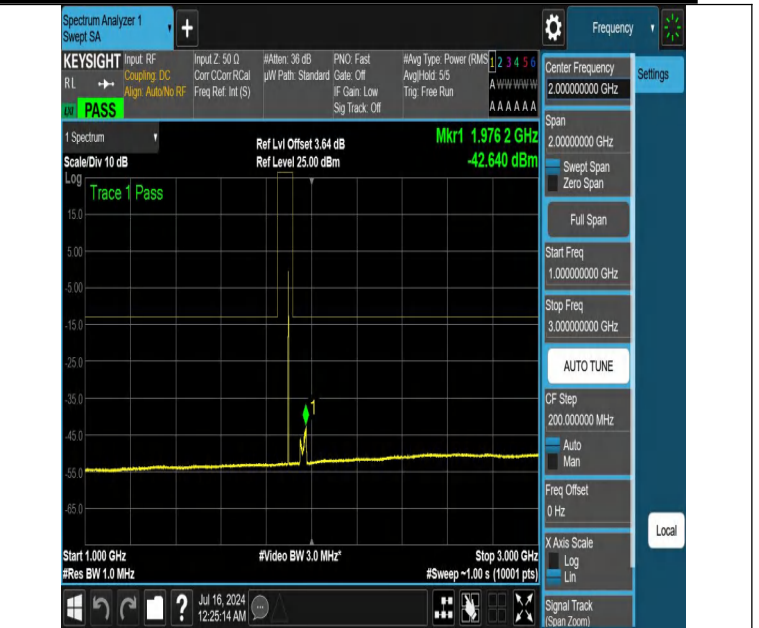 Spectrum Analyzer 1
Swept SA
+
Frequency
KEYSIGHT
RL
PASS
Input: RF
Coupling: DC
Align: Auto/No RF
Input Z: 50 Ω
Corr CCorr RCal
Freq Ref: Int (S)
#Atten: 36 dB
µW Path: Standard
PNO: Fast
Gate: Off
IF Gain: Low
Sig Track: Off
#Avg Type: Power (RMS
Avg|Hold: 5/5
Trig: Free Run
1 2 3 4 5 6
A W W W W W
A A A A A A
Center Frequency
2.000000000 GHz
Settings
Span
2.00000000 GHz
Swept Span
Zero Span
Full Span
Start Freq
1.000000000 GHz
Stop Freq
3.000000000 GHz
AUTO TUNE
CF Step
200.000000 MHz
Auto
Man
Freq Offset
0 Hz
X Axis Scale
Log
Lin
Signal Track
(Span Zoom)
Local
1 Spectrum
Scale/Div 10 dB
Ref Lvl Offset 3.64 dB
Ref Level 25.00 dBm
Mkr1 1.976 2 GHz
-42.640 dBm
Log
Trace 1 Pass
15.0
5.00
-5.00
-15.0
-25.0
-35.0
-45.0
-55.0
-65.0
1
Start 1.000 GHz
#Res BW 1.0 MHz
#Video BW 3.0 MHz*
Stop 3.000 GHz
#Sweep ~1.00 s (10001 pts)
?
Jul 16, 2024
12:25:14 AM